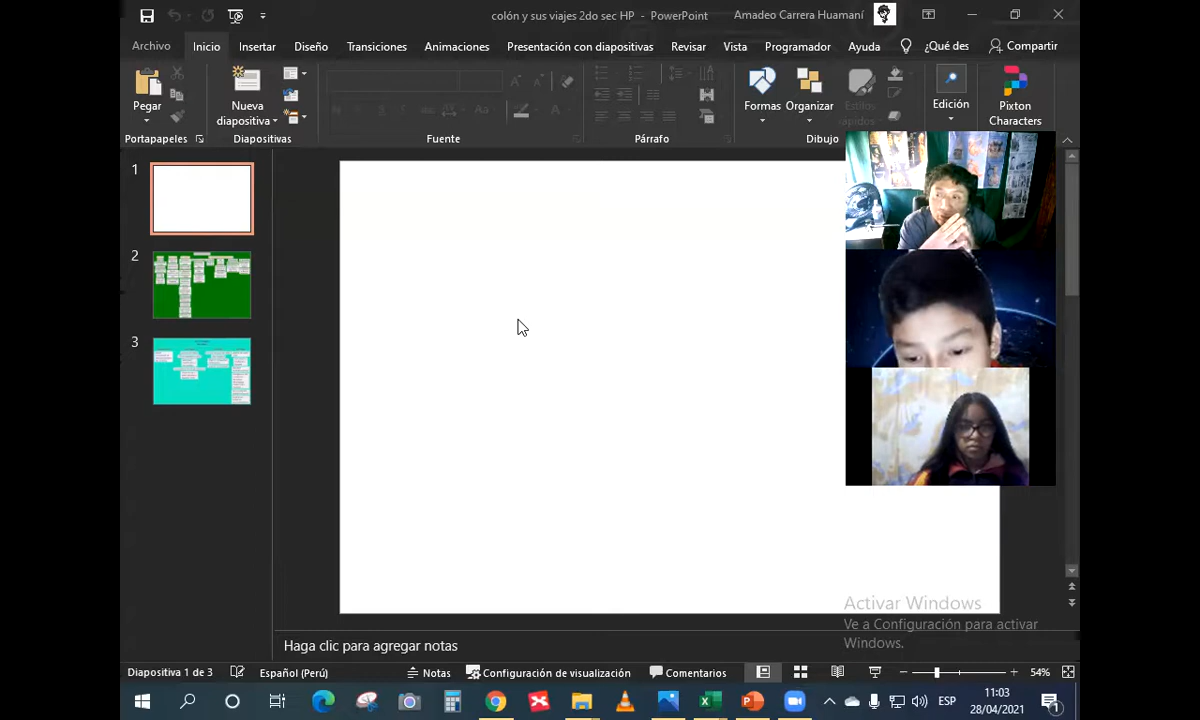 colón y sus viajes 2do sec HP - PowerPoint
Amadeo Carrera Huamaní
Archivo Inicio Insertar Diseño Transiciones Animaciones Presentación con diapositivas Revisar Vista Programador Ayuda ¿Qué des Compartir
Pegar
Nueva
diapositiva
Formas
Organizar
Estilos
rápidos
Edición
Pixton
Characters
Portapapeles
Diapositivas
Fuente
Párrafo
Dibujo
1
2
3
Activar Windows
Ve a Configuración para activar
Windows.
Haga clic para agregar notas
Diapositiva 1 de 3 Español (Perú) Notas Configuración de visualización Comentarios 54%
ESP
11:03
28/04/2021
1